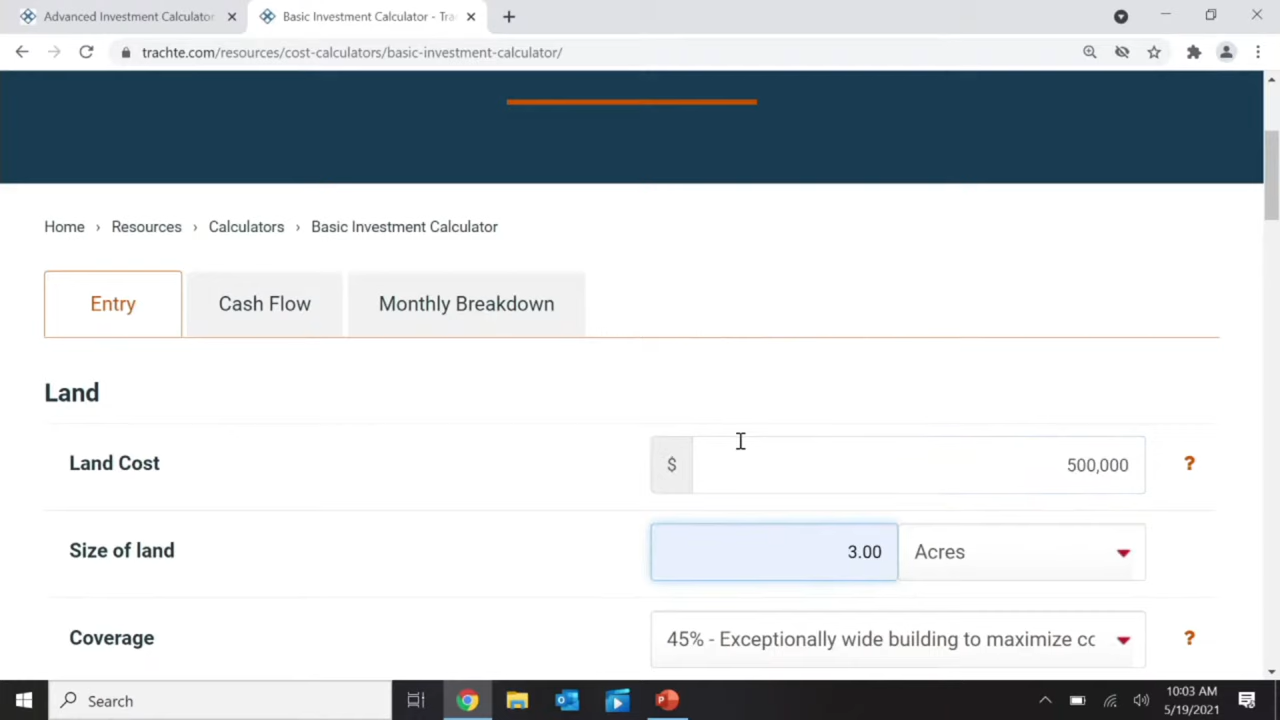 Advanced Investment Calculator
Basic Investment Calculator - Tra
trachte.com/resources/cost-calculators/basic-investment-calculator/
Home › Resources › Calculators › Basic Investment Calculator
Entry
Cash Flow
Monthly Breakdown
Land
Land Cost
$
500,000
?
Size of land
3.00
Acres
Coverage
45% - Exceptionally wide building to maximize cc
?
Search
10:03 AM
5/19/2021